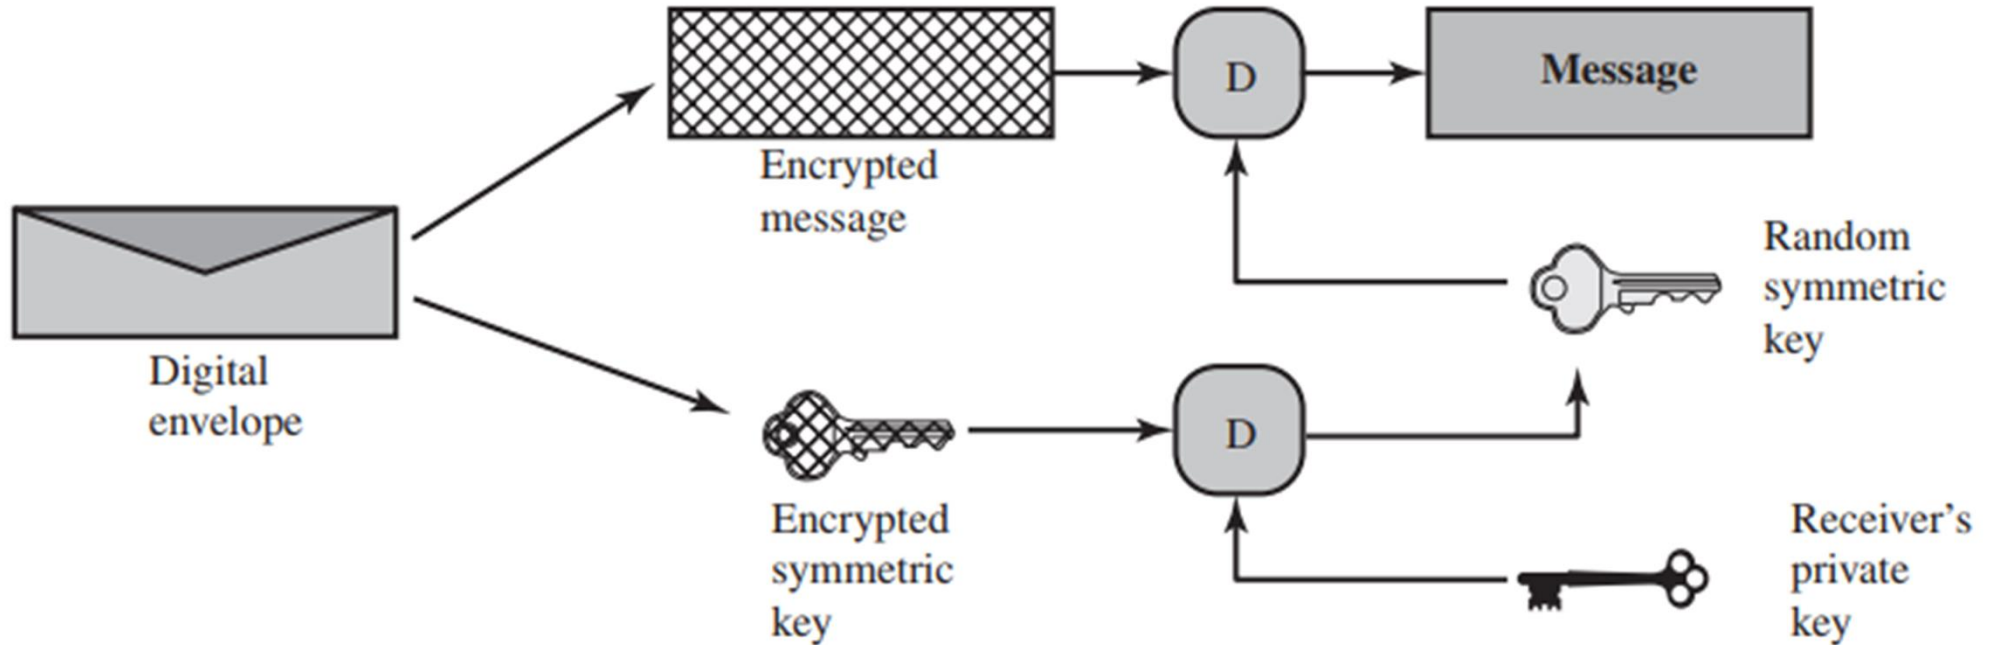 D
Message
Encrypted
message
Random
symmetric
key
Digital
envelope
D
Encrypted
symmetric
key
Receiver’s
private
key